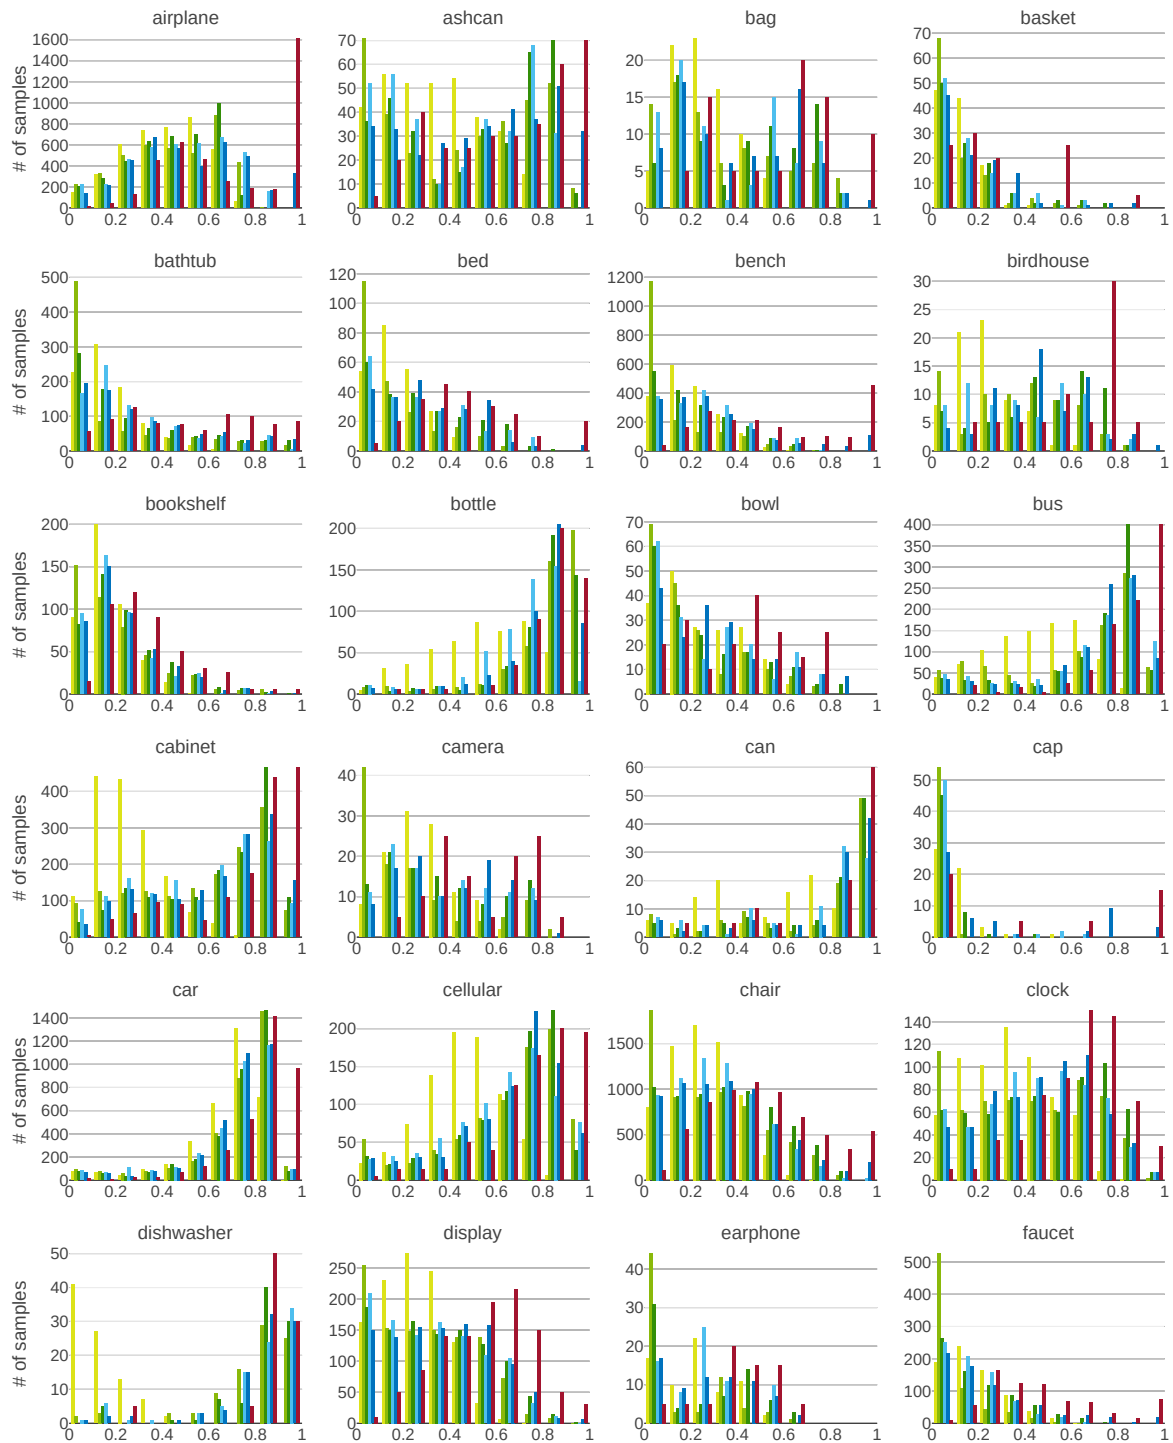 airplane ashcan bag basket
# of samples
1600 1400 1200 1000 800 600 400 200 0
70 60 50 40 30 20 10 0
20 15 10 5 0
70 60 50 40 30 20 10 0
0 0.2 0.4 0.6 0.8 1 0 0.2 0.4 0.6 0.8 1 0 0.2 0.4 0.6 0.8 1 0 0.2 0.4 0.6 0.8 1
bathtub bed bench birdhouse
# of samples
500 400 300 200 100 0
120 100 80 60 40 20 0
1200 1000 800 600 400 200 0
30 25 20 15 10 5 0
0 0.2 0.4 0.6 0.8 1 0 0.2 0.4 0.6 0.8 1 0 0.2 0.4 0.6 0.8 1 0 0.2 0.4 0.6 0.8 1
bookshelf bottle bowl bus
# of samples
200 150 100 50 0
200 150 100 50 0
70 60 50 40 30 20 10 0
400 350 300 250 200 150 100 50 0
0 0.2 0.4 0.6 0.8 1 0 0.2 0.4 0.6 0.8 1 0 0.2 0.4 0.6 0.8 1 0 0.2 0.4 0.6 0.8 1
cabinet camera can cap
# of samples
400 300 200 100 0
40 30 20 10 0
60 50 40 30 20 10 0
50 40 30 20 10 0
0 0.2 0.4 0.6 0.8 1 0 0.2 0.4 0.6 0.8 1 0 0.2 0.4 0.6 0.8 1 0 0.2 0.4 0.6 0.8 1
car cellular chair clock
# of samples
1400 1200 1000 800 600 400 200 0
200 150 100 50 0
1500 1000 500 0
140 120 100 80 60 40 20 0
0 0.2 0.4 0.6 0.8 1 0 0.2 0.4 0.6 0.8 1 0 0.2 0.4 0.6 0.8 1 0 0.2 0.4 0.6 0.8 1
dishwasher display earphone faucet
# of samples
50 40 30 20 10 0
250 200 150 100 50 0
40 30 20 10 0
500 400 300 200 100 0
0 0.2 0.4 0.6 0.8 1 0 0.2 0.4 0.6 0.8 1 0 0.2 0.4 0.6 0.8 1 0 0.2 0.4 0.6 0.8 1